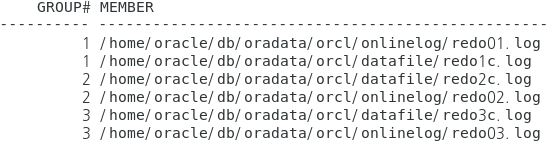 GROUP# MEMBER
---------- --------------------------------------------------
1 /home/oracle/db/oradata/orcl/onlinelog/redo01.log
1 /home/oracle/db/oradata/orcl/datafile/redo1c.log
2 /home/oracle/db/oradata/orcl/datafile/redo2c.log
2 /home/oracle/db/oradata/orcl/onlinelog/redo02.log
3 /home/oracle/db/oradata/orcl/datafile/redo3c.log
3 /home/oracle/db/oradata/orcl/onlinelog/redo03.log